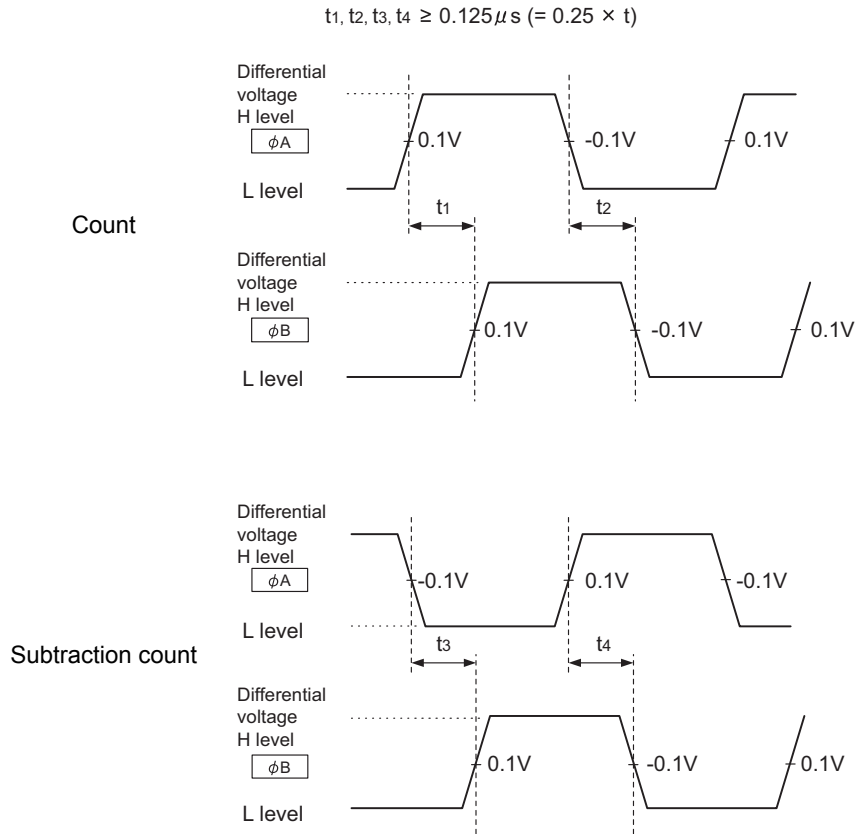 t1, t2, t3, t4 ≥ 0.125μs (= 0.25 × t)
Differential
voltage
H level
φA
L level
0.1V
-0.1V
0.1V
Count
t1
t2
Differential
voltage
H level
φB
L level
0.1V
-0.1V
0.1V
Differential
voltage
H level
φA
L level
-0.1V
0.1V
-0.1V
Subtraction count
t3
t4
Differential
voltage
H level
φB
L level
0.1V
-0.1V
0.1V